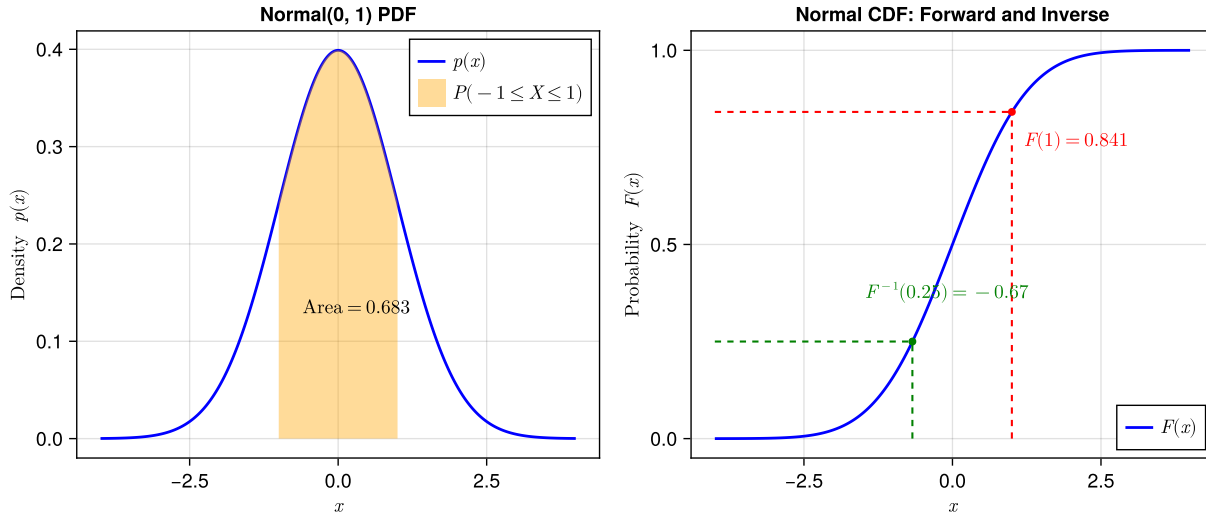 Normal(0, 1) PDF
Density p(x)
0.4
0.3
0.2
0.1
0.0
p(x)
P(−1 ≤ X ≤ 1)
Area = 0.683
−2.5
0.0
2.5
x
Normal CDF: Forward and Inverse
Probability F(x)
1.0
0.5
0.0
F(1) = 0.841
F⁻¹(0.25) = −0.67
F(x)
−2.5
0.0
2.5
x